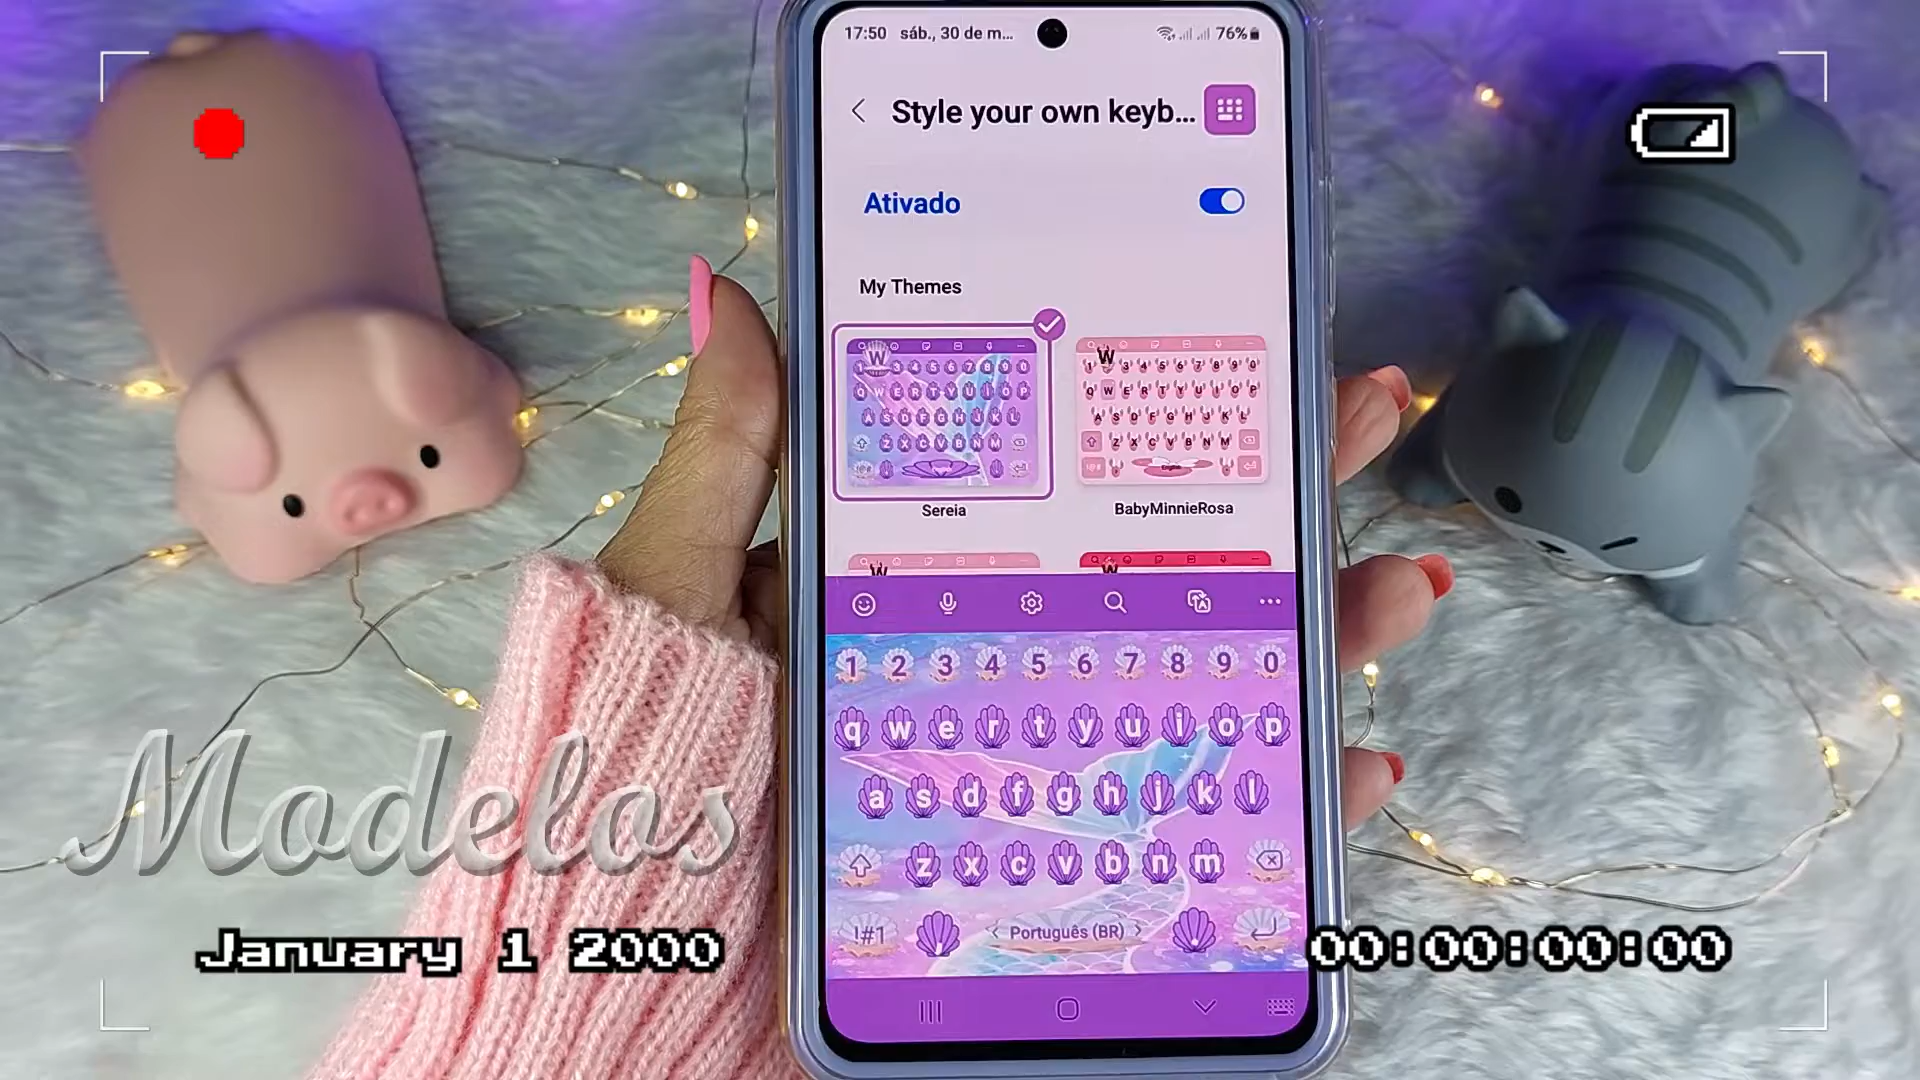 17:50 sáb., 30 de m... 76%
Style your own keyb...
Ativado
My Themes
Sereia
BabyMinnieRosa
1 2 3 4 5 6 7 8 9 0
q w e r t y u i o p
a s d f g h j k l
z x c v b n m
!#1 , Português (BR) .
Modelos
January 1 2000
00:00:00:00